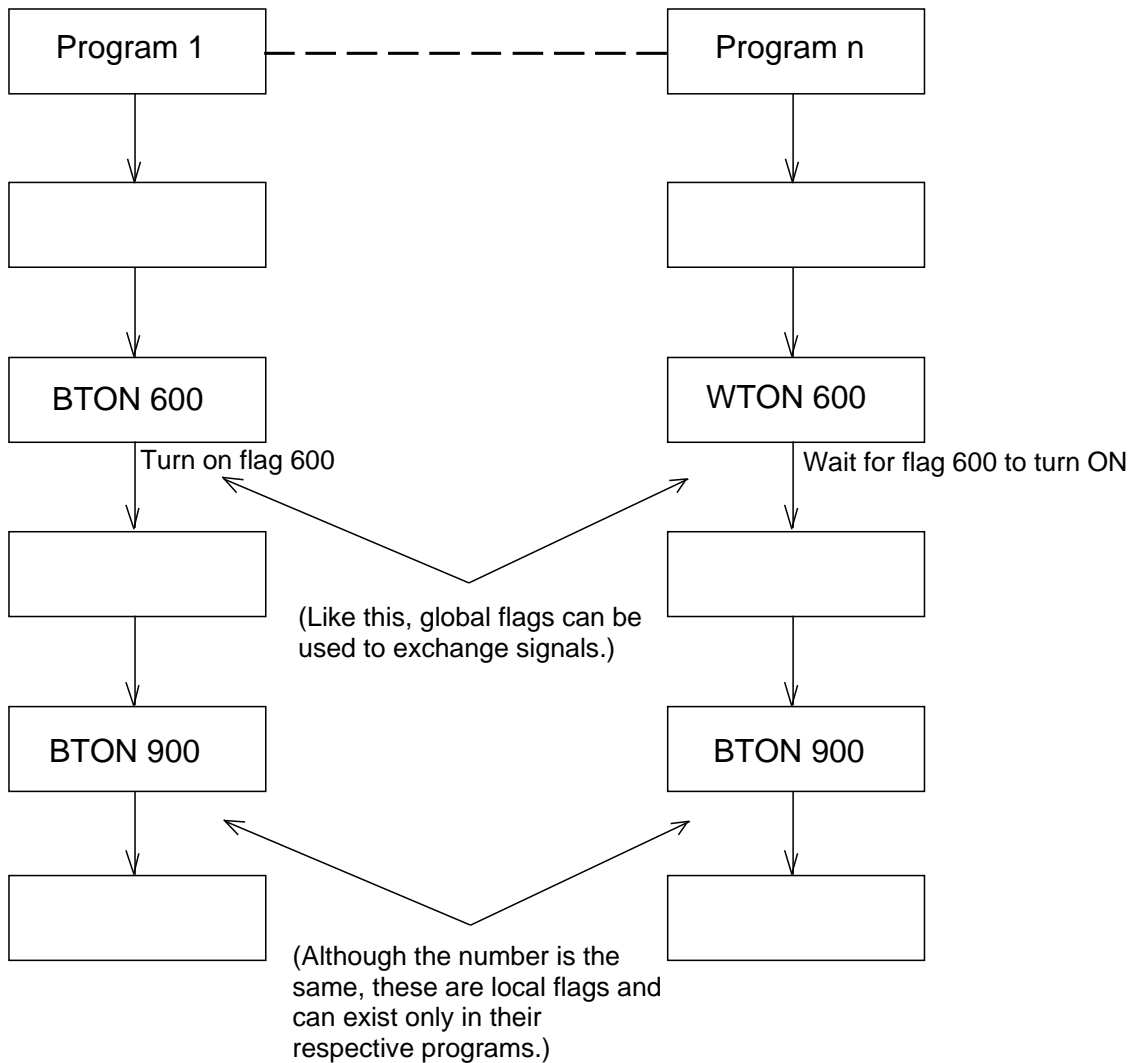 Program 1
Program n
BTON 600
WTON 600
Turn on flag 600
Wait for flag 600 to turn ON
(Like this, global flags can be
used to exchange signals.)
BTON 900
BTON 900
(Although the number is the
same, these are local flags and
can exist only in their
respective programs.)